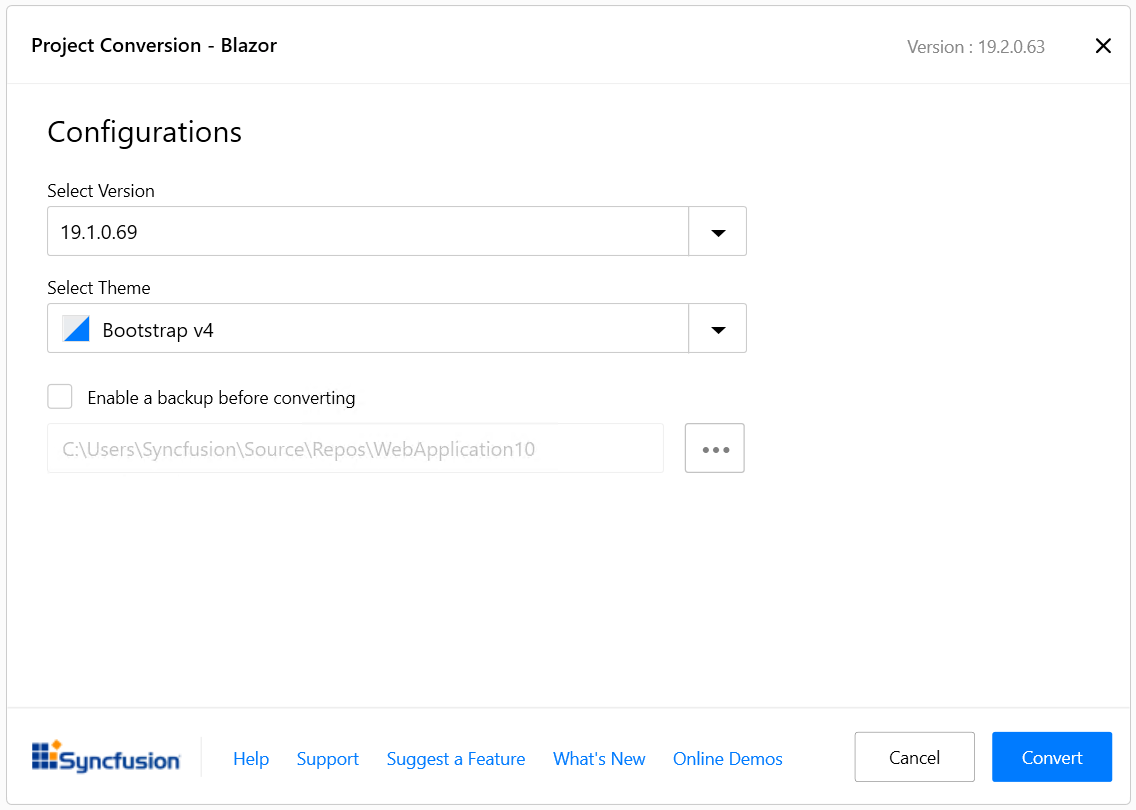 Project Conversion - Blazor
Version : 19.2.0.63
Configurations
Select Version
19.1.0.69
Select Theme
Bootstrap v4
Enable a backup before converting
C:\Users\Syncfusion\Source\Repos\WebApplication10
Syncfusion
Help
Support
Suggest a Feature
What's New
Online Demos
Cancel
Convert